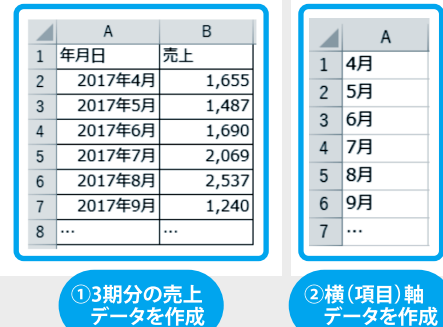 A B
1 年月日 売上
2 2017年4月 1,655
3 2017年5月 1,487
4 2017年6月 1,690
5 2017年7月 2,069
6 2017年8月 2,537
7 2017年9月 1,240
8 … …
①3期分の売上
データを作成
A
1 4月
2 5月
3 6月
4 7月
5 8月
6 9月
7 …
②横(項目)軸
データを作成